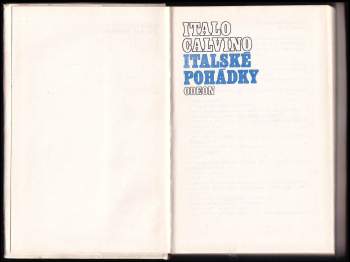 ITALO
CALVINO
ITALSKÉ
POHÁDKY
ODEON